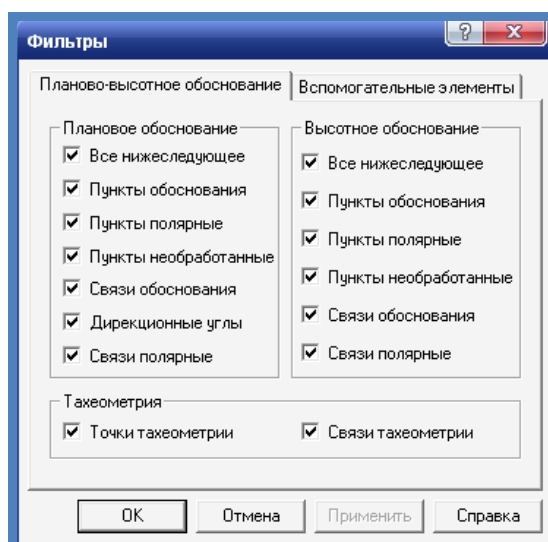 Фильтры
Планово-высотное обоснование
Вспомогательные элементы
Плановое обоснование
Все нижеследующее
Пункты обоснования
Пункты полярные
Пункты необработанные
Связи обоснования
Дирекционные углы
Связи полярные
Высотное обоснование
Все нижеследующее
Пункты обоснования
Пункты полярные
Пункты необработанные
Связи обоснования
Связи полярные
Тахеометрия
Точки тахеометрии
Связи тахеометрии
OK
Отмена
Применить
Справка